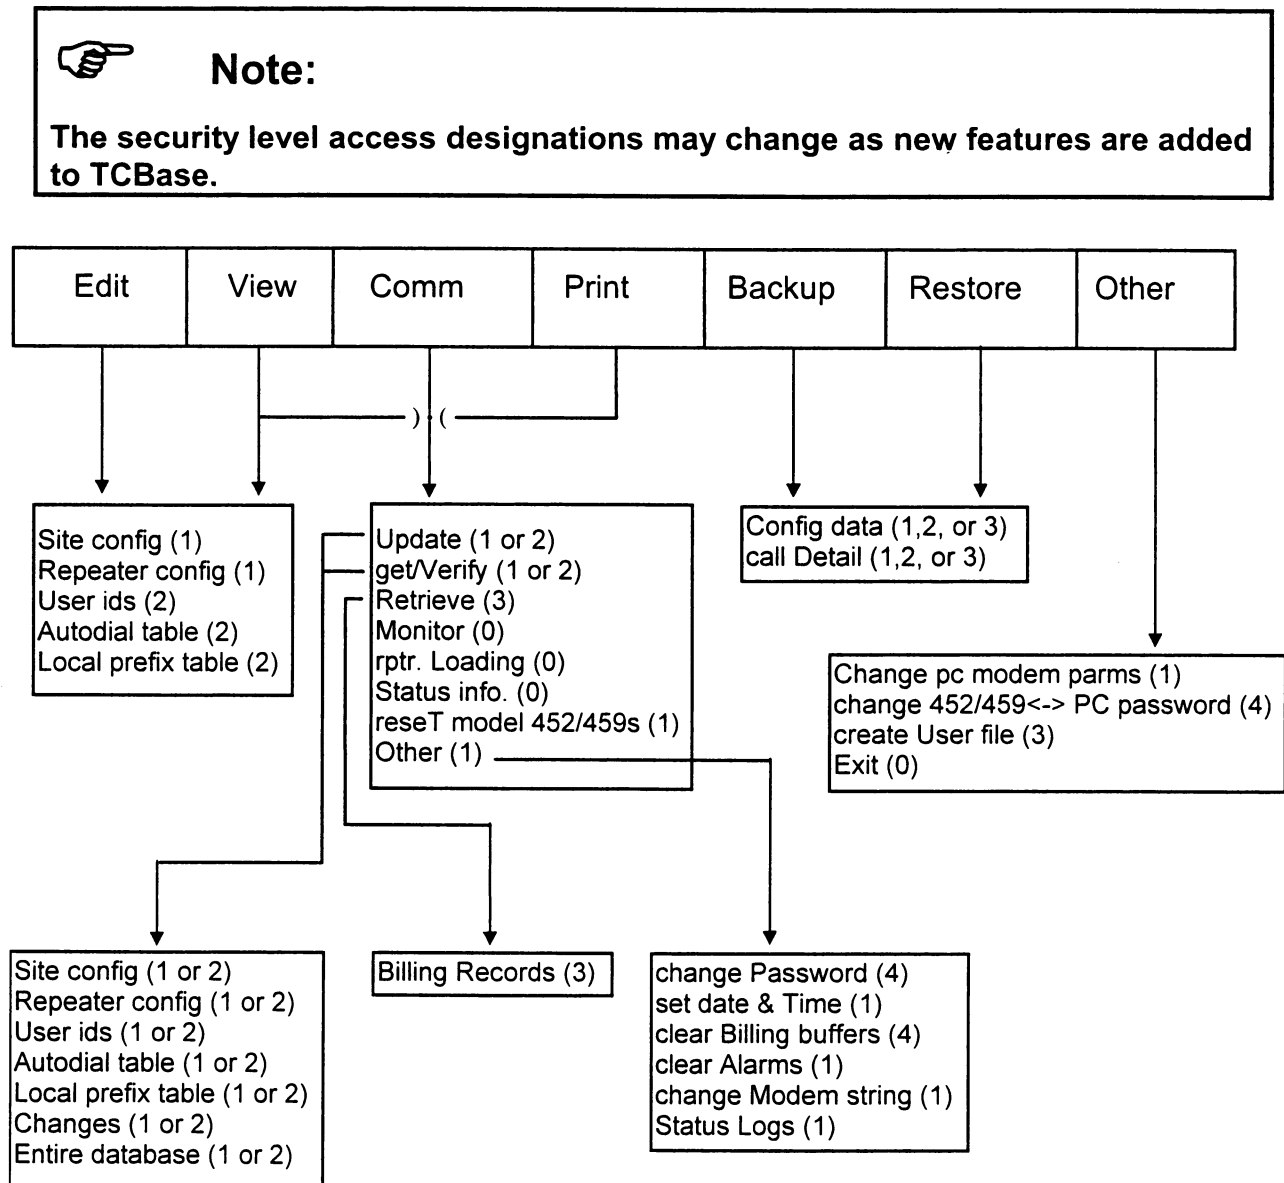 Note:
The security level access designations may change as new features are added
to TCBase.
Edit View Comm Print Backup Restore Other
) (
Site config (1)
Repeater config (1)
User ids (2)
Autodial table (2)
Local prefix table (2)
Update (1 or 2)
get/Verify (1 or 2)
Retrieve (3)
Monitor (0)
rptr. Loading (0)
Status info. (0)
reseT model 452/459s (1)
Other (1)
Config data (1,2, or 3)
call Detail (1,2, or 3)
Change pc modem parms (1)
change 452/459<-> PC password (4)
create User file (3)
Exit (0)
Site config (1 or 2)
Repeater config (1 or 2)
User ids (1 or 2)
Autodial table (1 or 2)
Local prefix table (1 or 2)
Changes (1 or 2)
Entire database (1 or 2)
Billing Records (3)
change Password (4)
set date & Time (1)
clear Billing buffers (4)
clear Alarms (1)
change Modem string (1)
Status Logs (1)